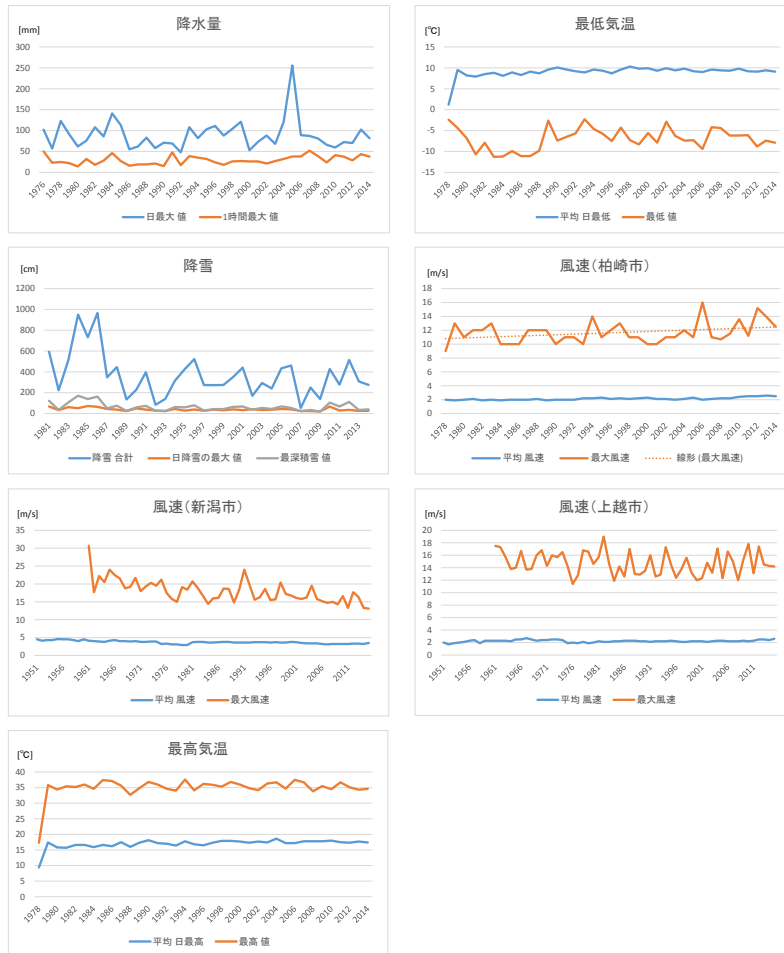 降水量
[mm]
300
250
200
150
100
50
0
1976 1978 1980 1982 1984 1986 1988 1990 1992 1994 1996 1998 2000 2002 2004 2006 2008 2010 2012 2014
日最大 値 1時間最大 値
最低気温
[℃]
15
10
5
0
-5
-10
-15
1978 1980 1982 1984 1986 1988 1990 1992 1994 1996 1998 2000 2002 2004 2006 2008 2010 2012 2014
平均 日最低 最低 値
降雪
[cm]
1200
1000
800
600
400
200
0
1981 1983 1985 1987 1989 1991 1993 1995 1997 1999 2001 2003 2005 2007 2009 2011 2013
降雪 合計 日降雪の最大 値 最深積雪 値
風速(柏崎市)
[m/s]
18
16
14
12
10
8
6
4
2
0
1978 1980 1982 1984 1986 1988 1990 1992 1994 1996 1998 2000 2002 2004 2006 2008 2010 2012 2014
平均 風速 最大風速 線形 (最大風速)
風速(新潟市)
[m/s]
35
30
25
20
15
10
5
0
1951 1956 1961 1966 1971 1976 1981 1986 1991 1996 2001 2006 2011
平均 風速 最大風速
風速(上越市)
[m/s]
20
18
16
14
12
10
8
6
4
2
0
1951 1956 1961 1966 1971 1976 1981 1986 1991 1996 2001 2006 2011
平均 風速 最大風速
最高気温
[℃]
40
35
30
25
20
15
10
5
0
1978 1980 1982 1984 1986 1988 1990 1992 1994 1996 1998 2000 2002 2004 2006 2008 2010 2012 2014
平均 日最高 最高 値